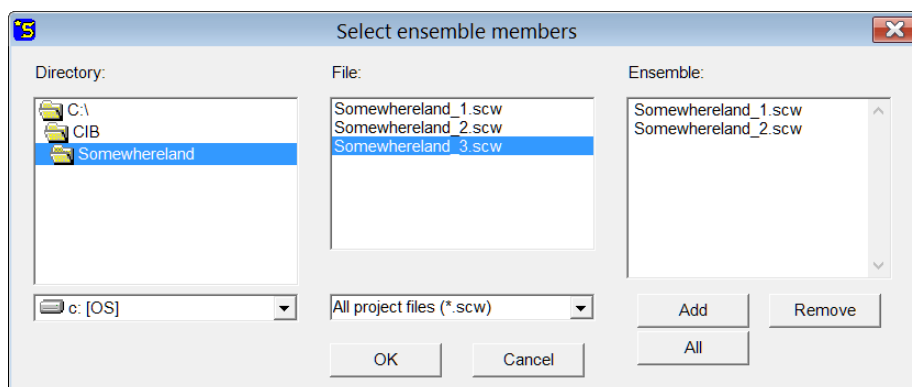 Select ensemble members
Directory:
C:\
CIB
Somewhereland
c: [OS]
File:
Somewhereland_1.scw
Somewhereland_2.scw
Somewhereland_3.scw
All project files (*.scw)
OK
Cancel
Ensemble:
Somewhereland_1.scw
Somewhereland_2.scw
Add
Remove
All